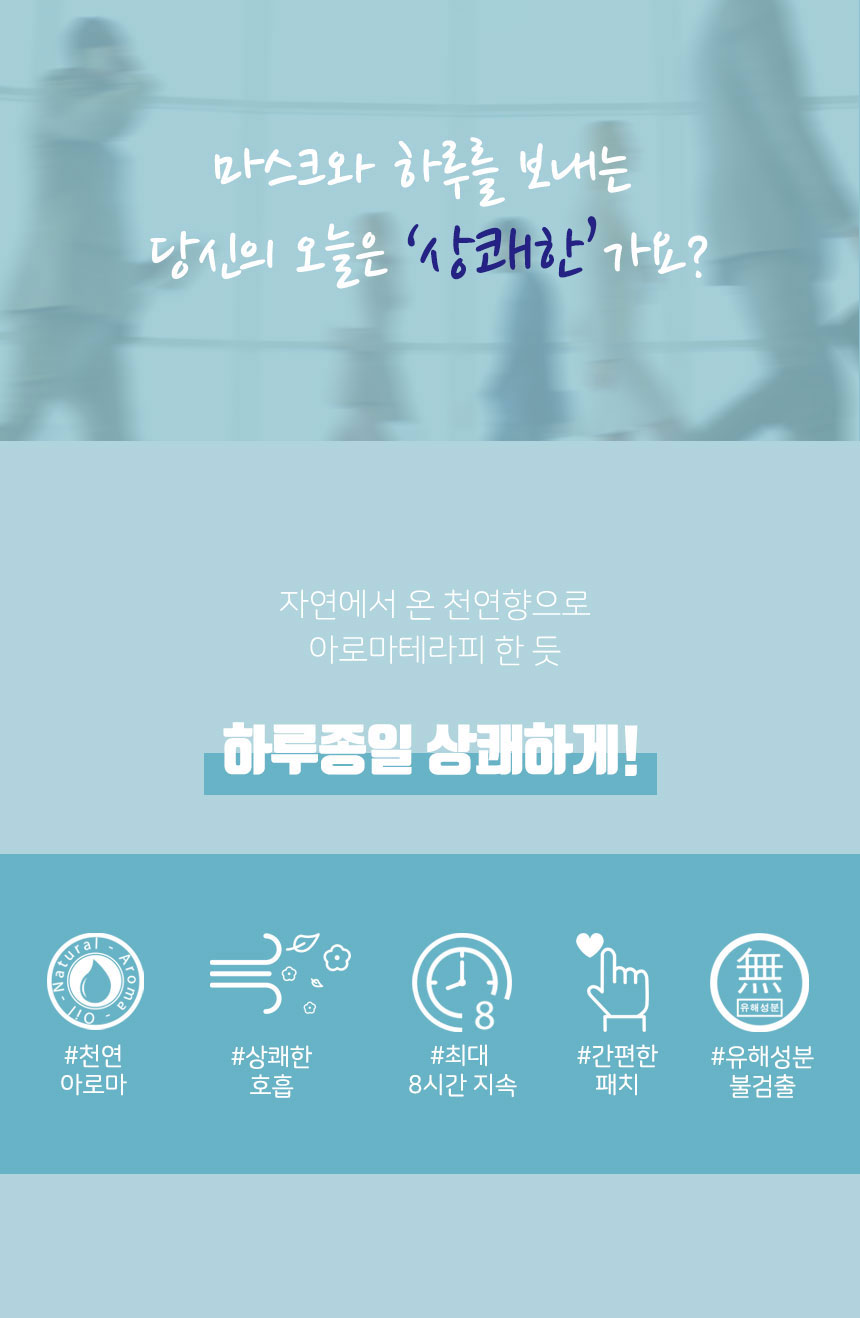 마스크와 하루를 보내는
당신의 오늘은 ‘상쾌한’ 가요?
자연에서 온 천연향으로
아로마테라피 한 듯
하루종일 상쾌하게!
Natural - Aroma - Oil -
8
無
유해성분
#천연
아로마
#상쾌한
호흡
#최대
8시간 지속
#간편한
패치
#유해성분
불검출